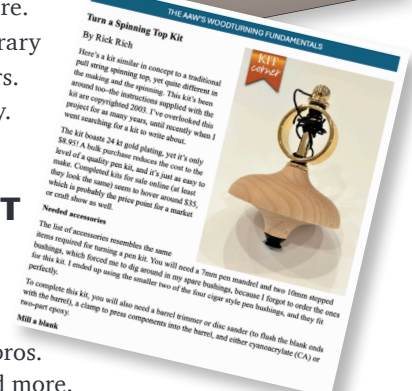 re.
rary
rs.
y.
T
pros.
d more.
THE AAW'S WOODTURNING FUNDAMENTALS
Turn a Spinning Top Kit
By Rick Rich
KIT
corner
Here's a kit similar in concept to a traditional
pull string spinning top, yet quite different in
the making and the spinning. This kit's been
around too–the instructions supplied with the
kit are copyrighted 2003. I've overlooked this
project for as many years, until recently when I
went searching for a kit to write about.
The kit boasts 24 kt gold plating, yet it's only
$8.95! A bulk purchase reduces the cost to the
level of a quality pen kit, and it's just as easy to
make. Completed kits for sale online (at least
they look the same) seem to hover around $35,
which is probably the price point for a market
or craft show as well.
Needed accessories
The list of accessories resembles the same
items required for turning a pen kit. You will need a 7mm pen mandrel and two 10mm stepped
bushings, which forced me to dig around in my spare bushings, because I forgot to order the ones
for this kit. I ended up using the smaller two of the four cigar style pen bushings, and they fit
perfectly.
To complete this kit, you will also need a barrel trimmer or disc sander (to flush the blank ends
with the barrel), a clamp to press components into the barrel, and either cyanoacrylate (CA) or
two-part epoxy.
Mill a blank